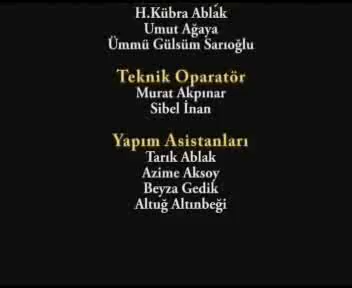 H.Kübra Ablak
Umut Ağaya
Ümmü Gülsüm Sarıoğlu
Teknik Oparatör
Murat Akpınar
Sibel İnan
Yapım Asistanları
Tarık Ablak
Azime Aksoy
Beyza Gedik
Altuğ Altınbeği